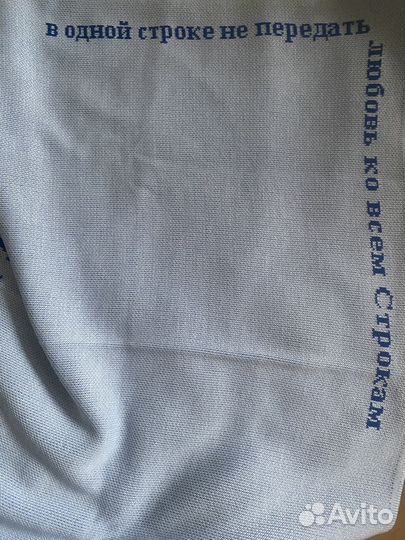 в одной строке не передать
любовь ко всем Строкам
Avito